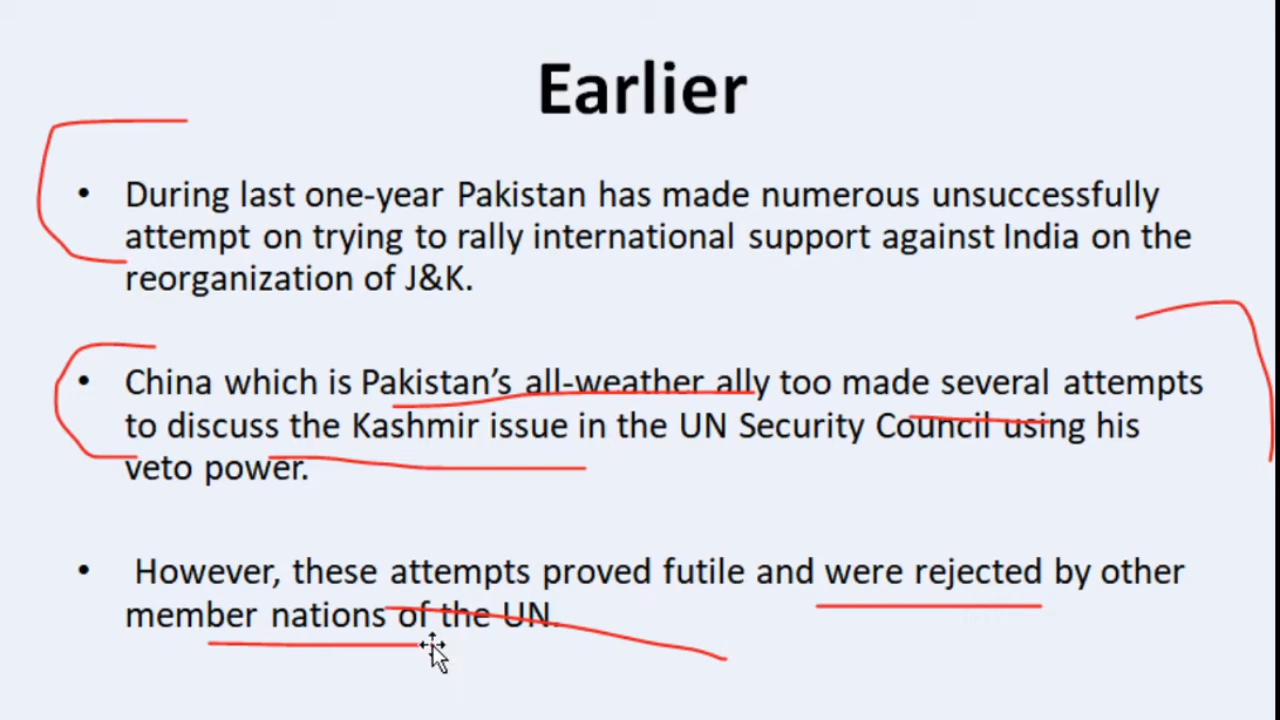 Earlier
• During last one-year Pakistan has made numerous unsuccessfully
attempt on trying to rally international support against India on the
reorganization of J&K.
• China which is Pakistan’s all-weather ally too made several attempts
to discuss the Kashmir issue in the UN Security Council using his
veto power.
• However, these attempts proved futile and were rejected by other
member nations of the UN.